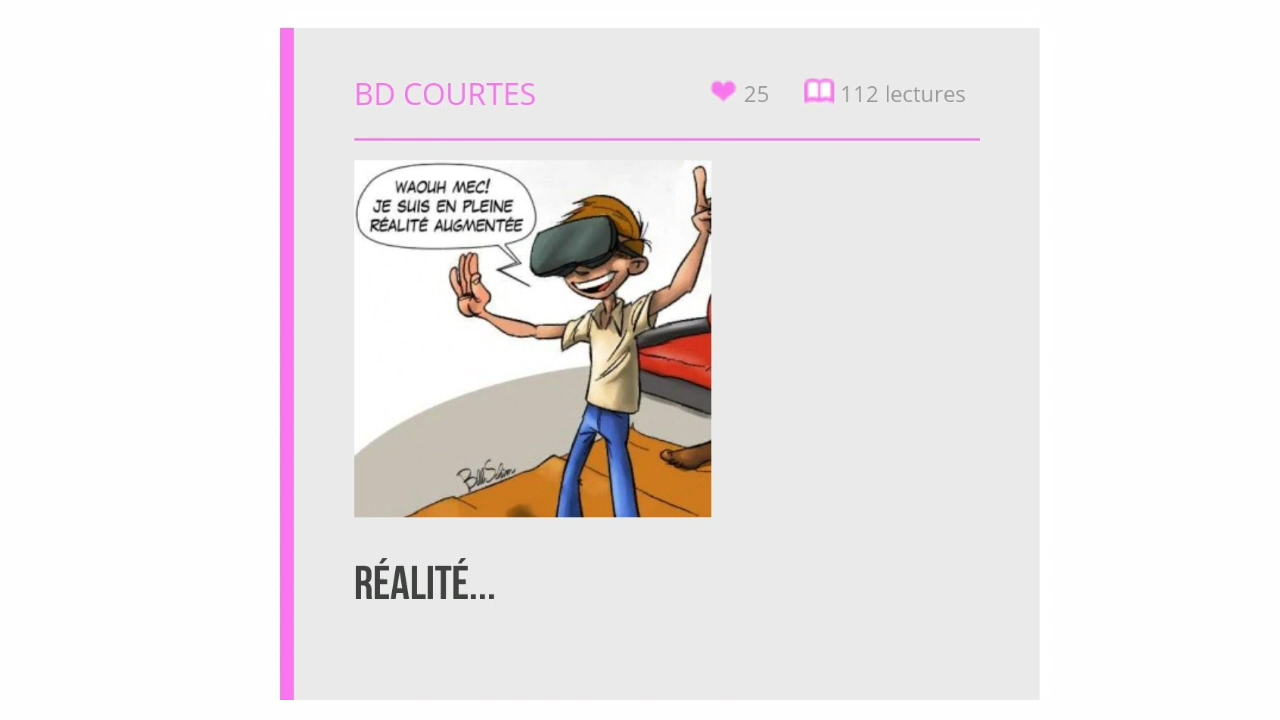 BD COURTES
25
112 lectures
WAOUH MEC!
JE SUIS EN PLEINE
RÉALITÉ AUGMENTÉE
RÉALITÉ...